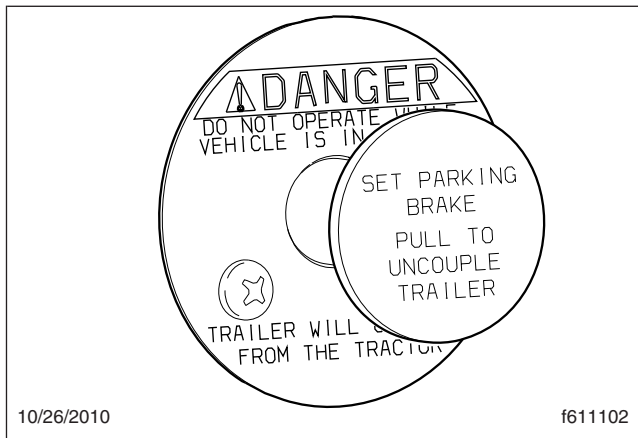 DANGER
DO NOT OPERATE
VEHICLE IS IN
SET PARKING
BRAKE
PULL TO
UNCOUPLE
TRAILER
TRAILER WILL
FROM THE TRACTOR
10/26/2010
f611102